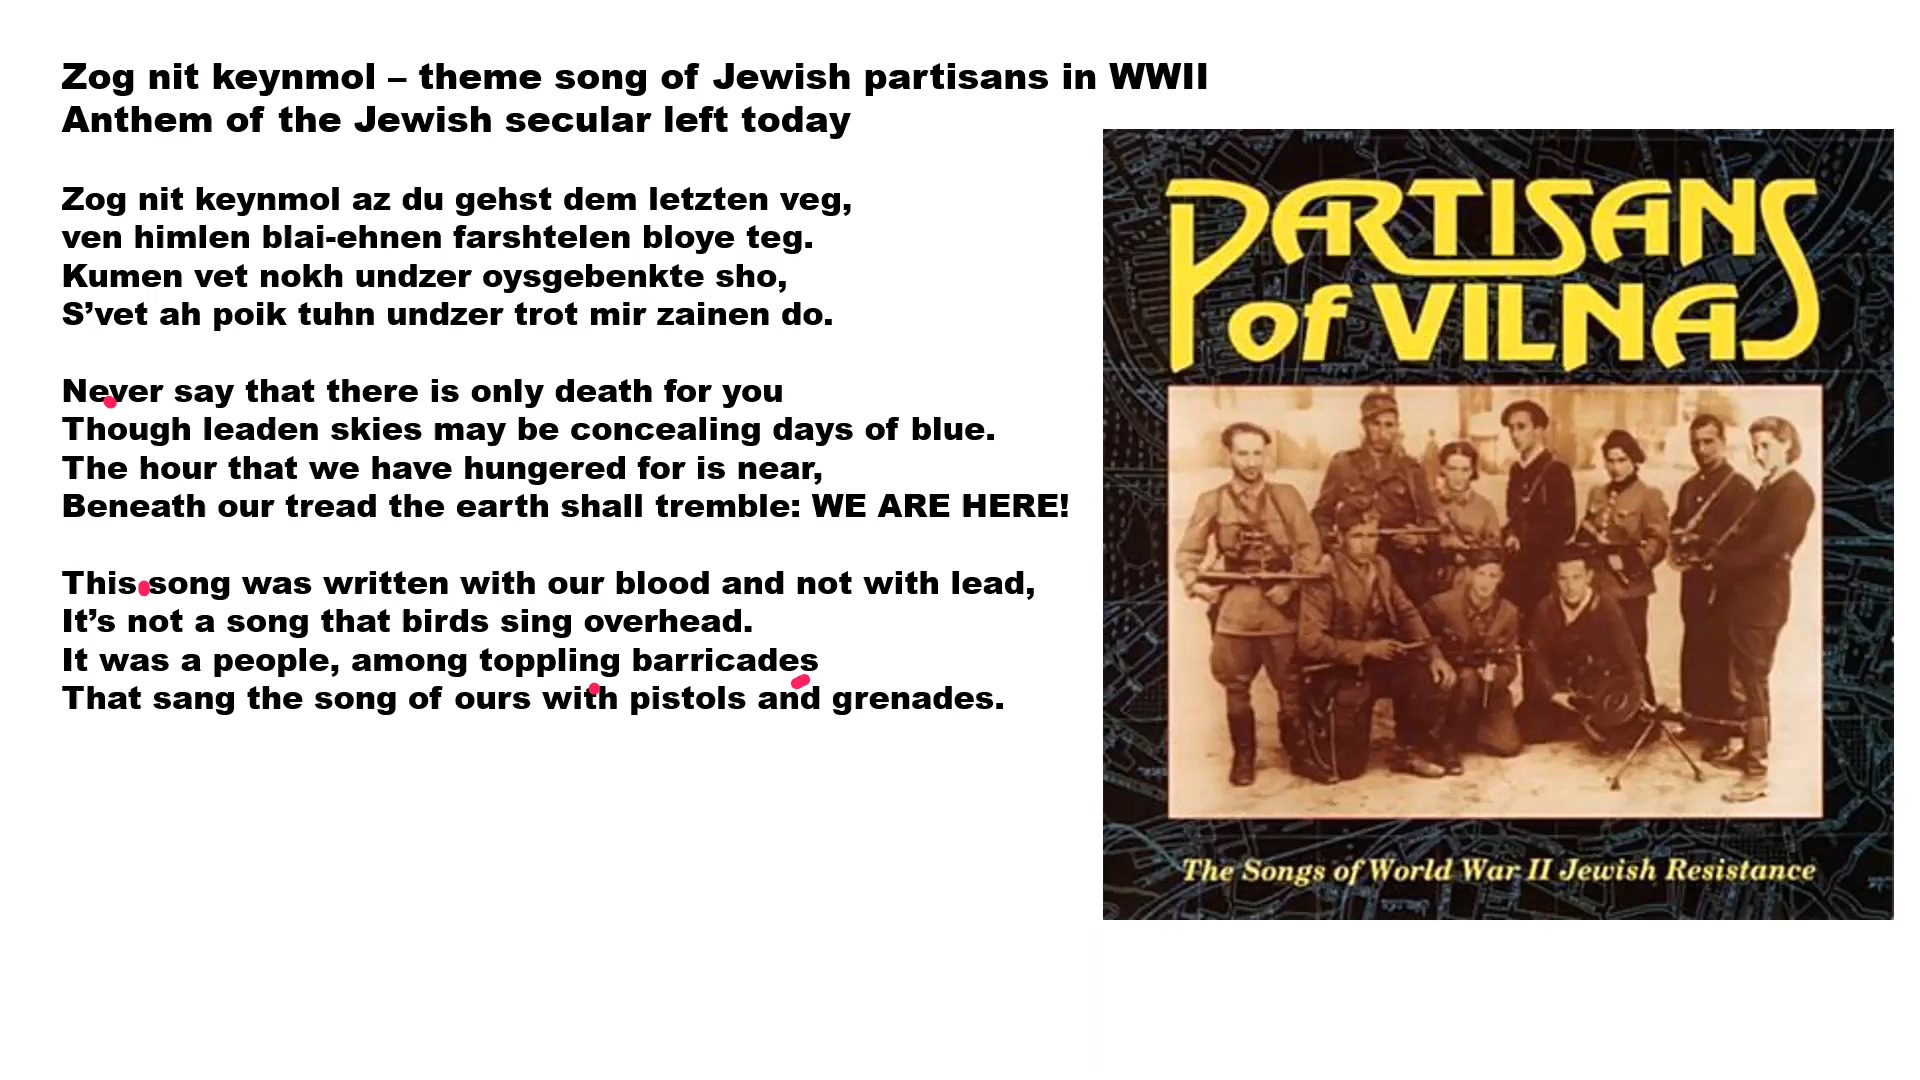 Zog nit keynmol – theme song of Jewish partisans in WWII
Anthem of the Jewish secular left today
Zog nit keynmol az du gehst dem letzten veg,
ven himlen blai-ehnen farshtelen bloye teg.
Kumen vet nokh undzer oysgebenkte sho,
S’vet ah poik tuhn undzer trot mir zainen do.
Never say that there is only death for you
Though leaden skies may be concealing days of blue.
The hour that we have hungered for is near,
Beneath our tread the earth shall tremble: WE ARE HERE!
This song was written with our blood and not with lead,
It’s not a song that birds sing overhead.
It was a people, among toppling barricades
That sang the song of ours with pistols and grenades.
PARTISANS
of VILNA
The Songs of World War II Jewish Resistance